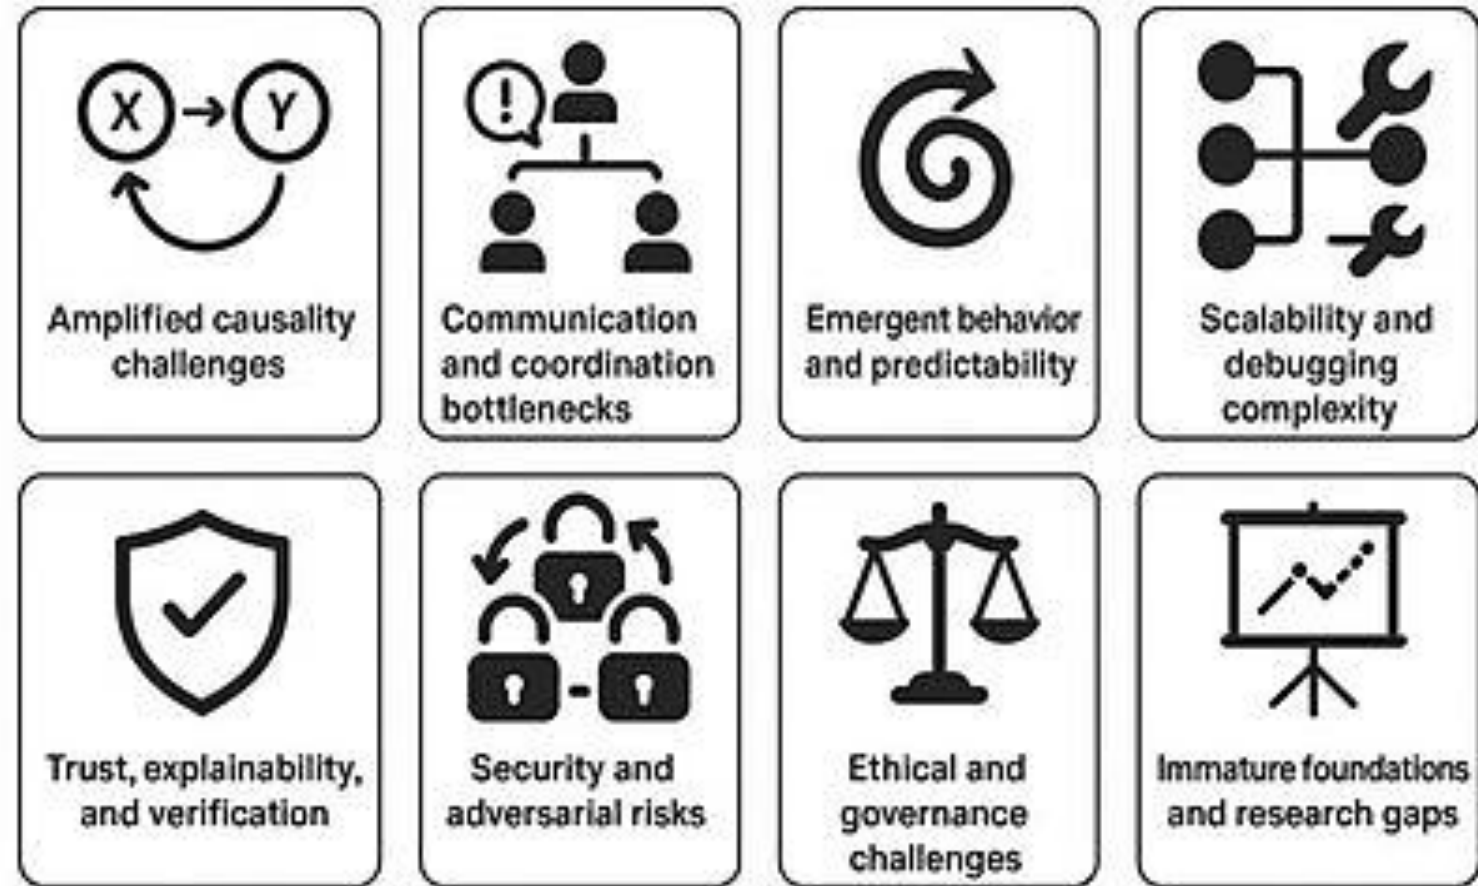 X
Y
!
Amplified causality
challenges
Communication
and coordination
bottlenecks
Emergent behavior
and predictability
Scalability and
debugging
complexity
Trust, explainability,
and verification
Security and
adversarial risks
Ethical and
governance
challenges
Immature foundations
and research gaps